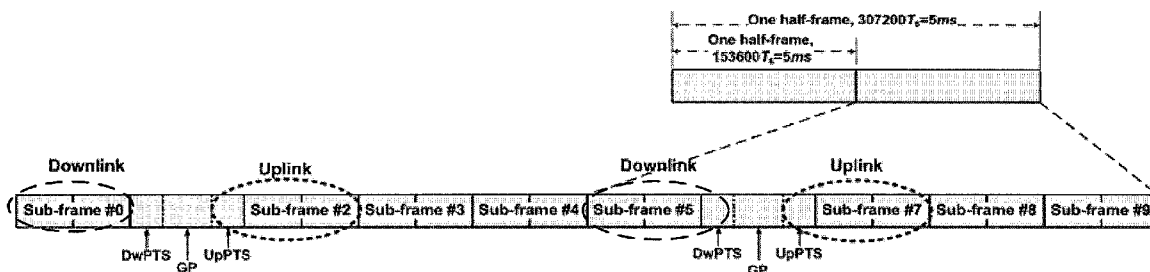 One half-frame, 307200Ts=5ms
One half-frame,
153600Ts=5ms
Downlink
Uplink
Downlink
Uplink
Sub-frame #0
Sub-frame #2
Sub-frame #3
Sub-frame #4
Sub-frame #5
Sub-frame #7
Sub-frame #8
Sub-frame #9
DwPTS
GP
UpPTS
DwPTS
GP
UpPTS